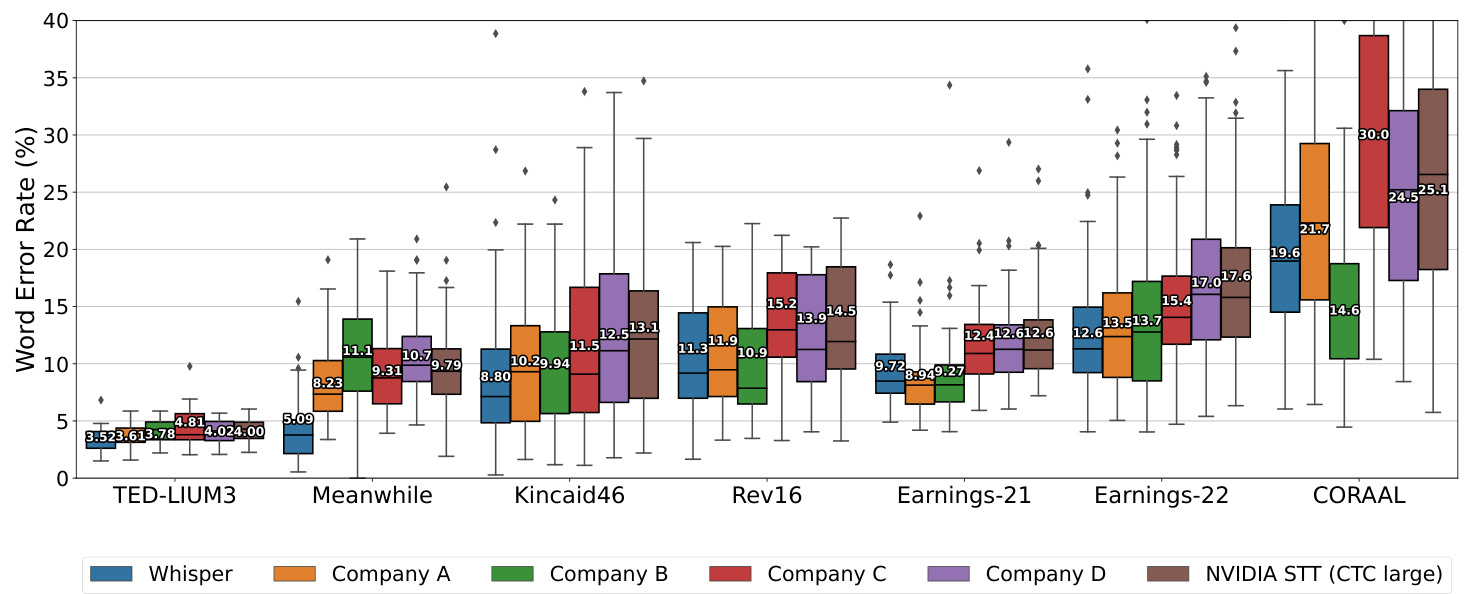 Word Error Rate (%)
40
35
30
25
20
15
10
5
0
3.52 3.61 3.78 4.81 4.02 4.00
5.09 8.23 11.1 9.31 10.7 9.79
8.80 10.2 9.94 11.5 12.5 13.1
11.3 11.9 10.9 15.2 13.9 14.5
9.72 8.94 9.27 12.4 12.6 12.6
12.6 13.5 13.7 15.4 17.0 17.6
19.6 21.7 14.6 30.0 24.5 25.1
TED-LIUM3 Meanwhile Kincaid46 Rev16 Earnings-21 Earnings-22 CORAAL
Whisper Company A Company B Company C Company D NVIDIA STT (CTC large)